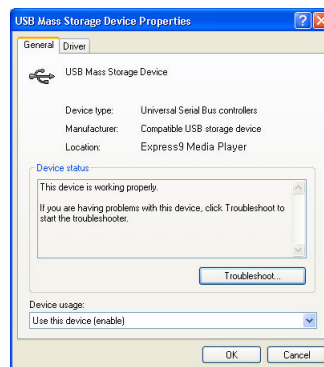 USB Mass Storage Device Properties
General Driver
USB Mass Storage Device
Device type: Universal Serial Bus controllers
Manufacturer: Compatible USB storage device
Location: Express9 Media Player
Device status
This device is working properly.
If you are having problems with this device, click Troubleshoot to
start the troubleshooter.
Troubleshoot...
Device usage:
Use this device (enable)
OK Cancel